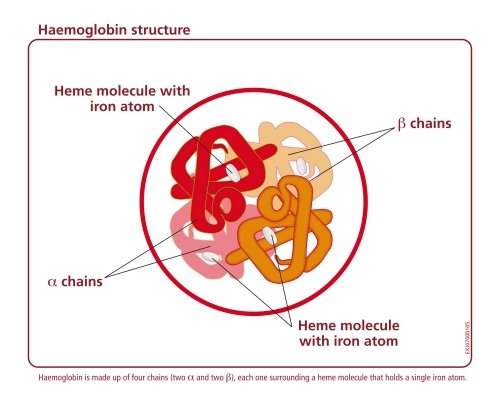 Haemoglobin structure
Heme molecule with
iron atom
β chains
α chains
Heme molecule
with iron atom
EXJ07000105
Haemoglobin is made up of four chains (two α and two β), each one surrounding a heme molecule that holds a single iron atom.